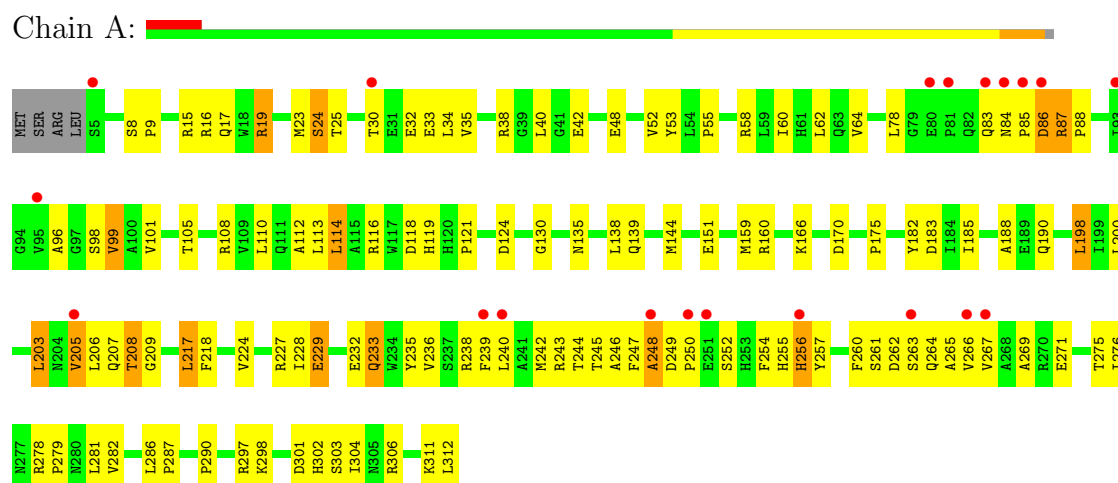 Chain A:
MET SER ARG LEU S5 S8 P9 R15 R16 Q17 W18 R19 M23 S24 T25 T30 E31 E32 E33 L34 V35 R38 G39 L40 G41 E42 E48 V52 Y53 L54 P55 R58 L59 I60 H61 L62 Q63 V64 L78 G79 E80 P81 Q82 Q83 N84 P85 D86 R87 P88 I93
G94 V95 A96 G97 S98 V99 A100 V101 T105 R108 V109 L110 Q111 A112 L113 L114 A115 R116 W117 D118 H119 H120 P121 D124 G130 N135 L138 Q139 M144 E151 M159 R160 K166 D170 P175 Y182 D183 I184 I185 A188 E189 Q190 L198 I199 L200
L203 N204 V205 L206 Q207 T208 G209 L217 F218 V224 R227 I228 E229 E232 Q233 W234 Y235 V236 S237 R238 F239 L240 A241 M242 R243 T244 T245 A246 F247 A248 D249 P250 E251 S252 H253 F254 H255 H256 Y257 F260 S261 D262 S263 Q264 A265 V266 V267 A268 A269 R270 E271 T275 I276
N277 R278 P279 N280 L281 V282 L286 P287 P290 R297 K298 D301 H302 S303 I304 N305 R306 K311 L312